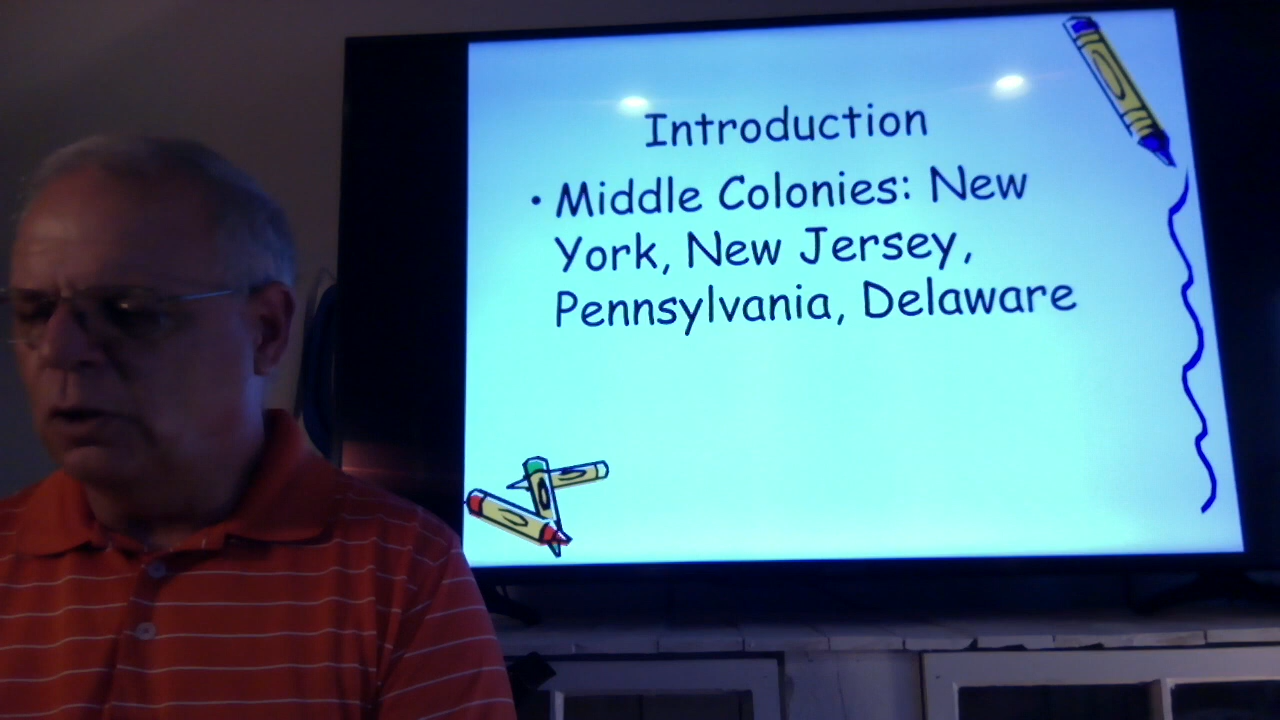 Introduction
• Middle Colonies: New
York, New Jersey,
Pennsylvania, Delaware